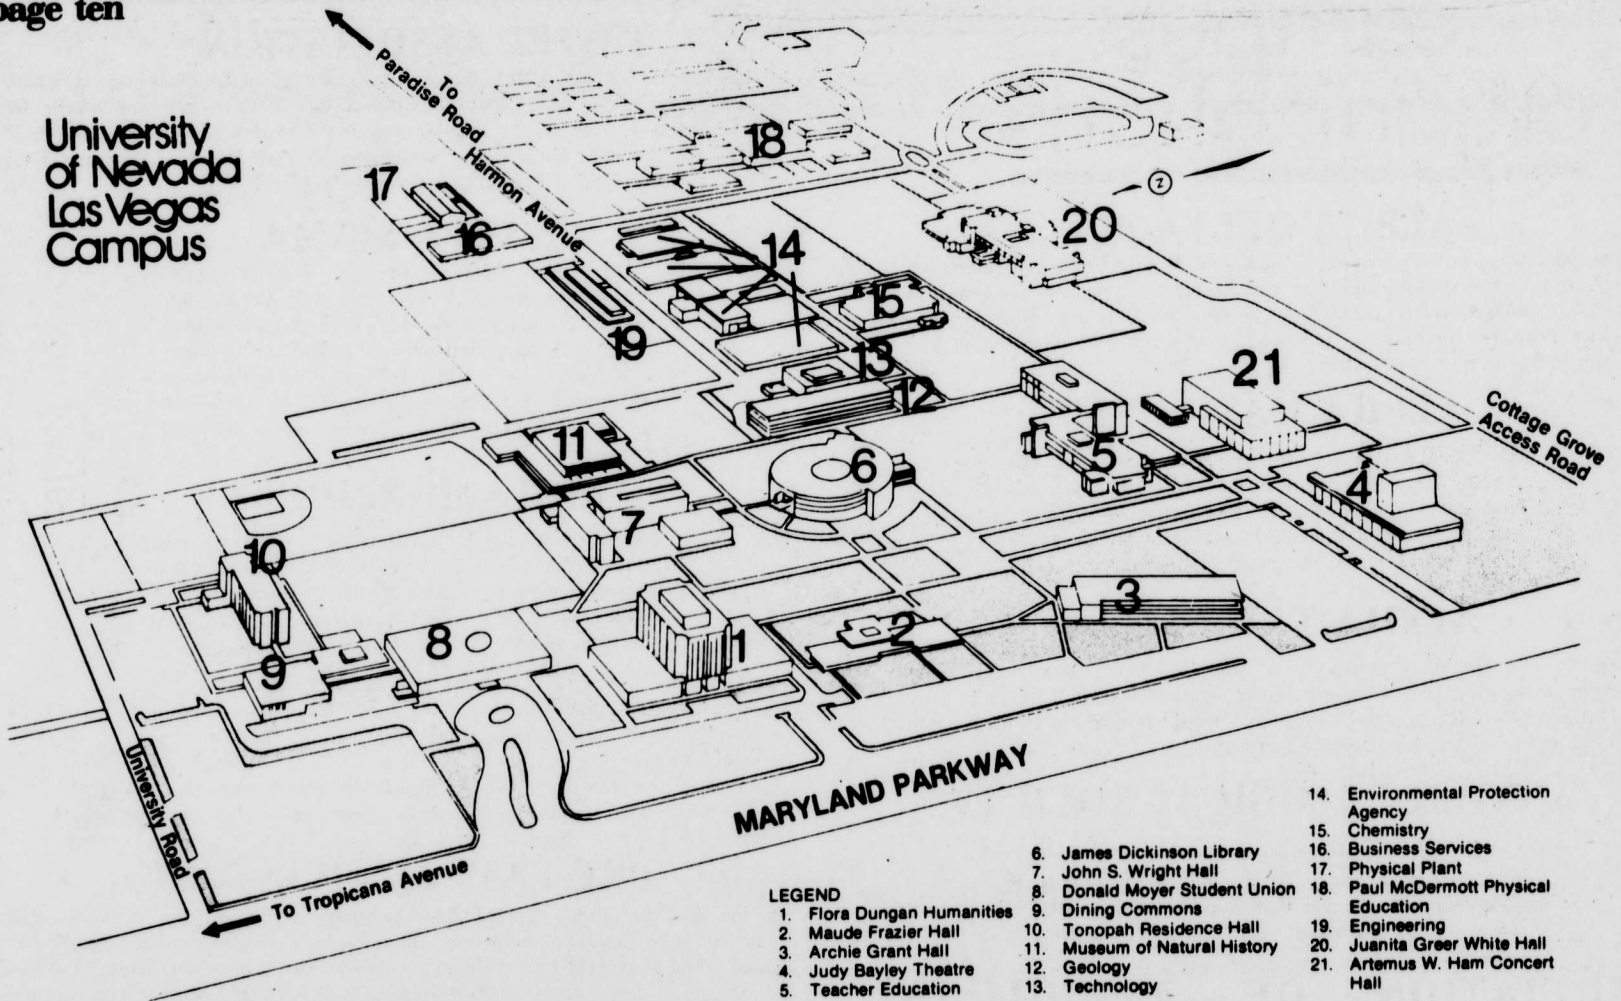 page ten
University
of Nevada
Las Vegas
Campus
To
Paradise Road
Harmon Avenue
17
16
18
14
20
15
19
13
12
21
Cottage Grove
Access Road
11
6
5
4
7
10
3
8
9
1
2
MARYLAND PARKWAY
University Road
To Tropicana Avenue
LEGEND
1. Flora Dungan Humanities
2. Maude Frazier Hall
3. Archie Grant Hall
4. Judy Bayley Theatre
5. Teacher Education
6. James Dickinson Library
7. John S. Wright Hall
8. Donald Moyer Student Union
9. Dining Commons
10. Tonopah Residence Hall
11. Museum of Natural History
12. Geology
13. Technology
14. Environmental Protection
Agency
15. Chemistry
16. Business Services
17. Physical Plant
18. Paul McDermott Physical
Education
19. Engineering
20. Juanita Greer White Hall
21. Artemus W. Ham Concert
Hall